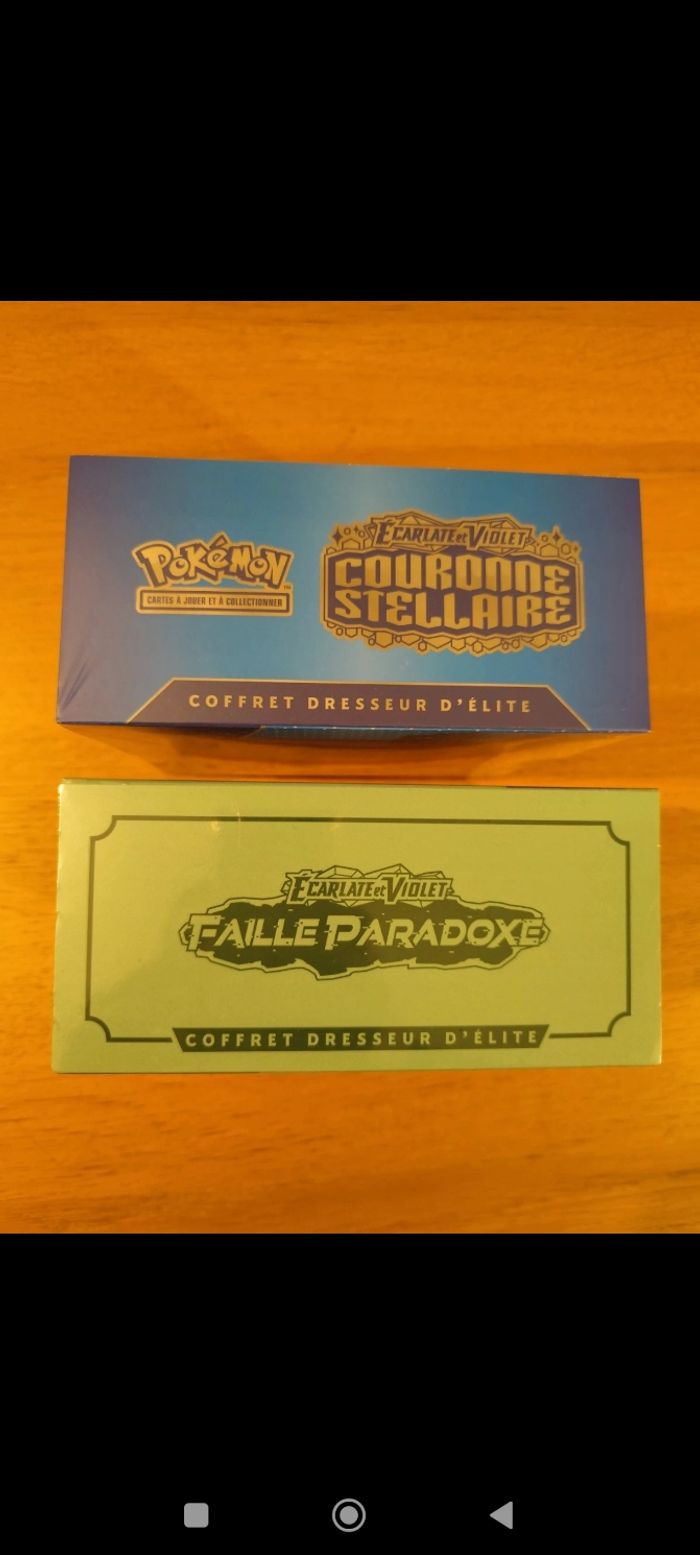 POKÉMON
CARTES À JOUER ET À COLLECTIONNER
ÉCARLATE et VIOLET
COURONNE
STELLAIRE
COFFRET DRESSEUR D'ÉLITE
ÉCARLATE et VIOLET
FAILLE PARADOXE
COFFRET DRESSEUR D'ÉLITE